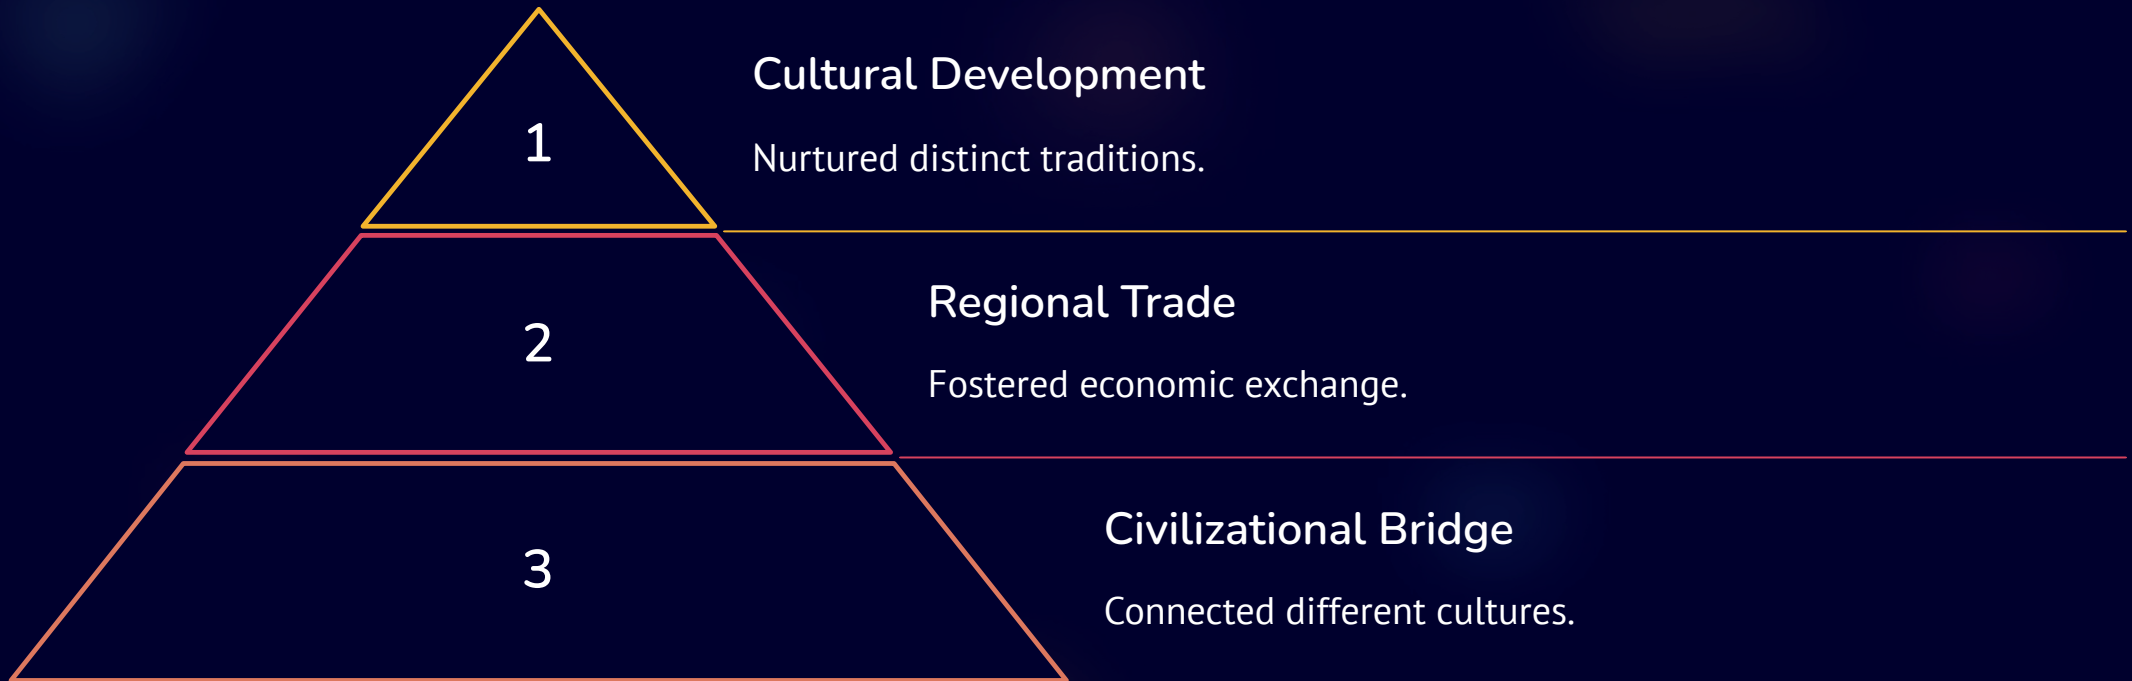 1
Cultural Development
Nurtured distinct traditions.
2
Regional Trade
Fostered economic exchange.
3
Civilizational Bridge
Connected different cultures.